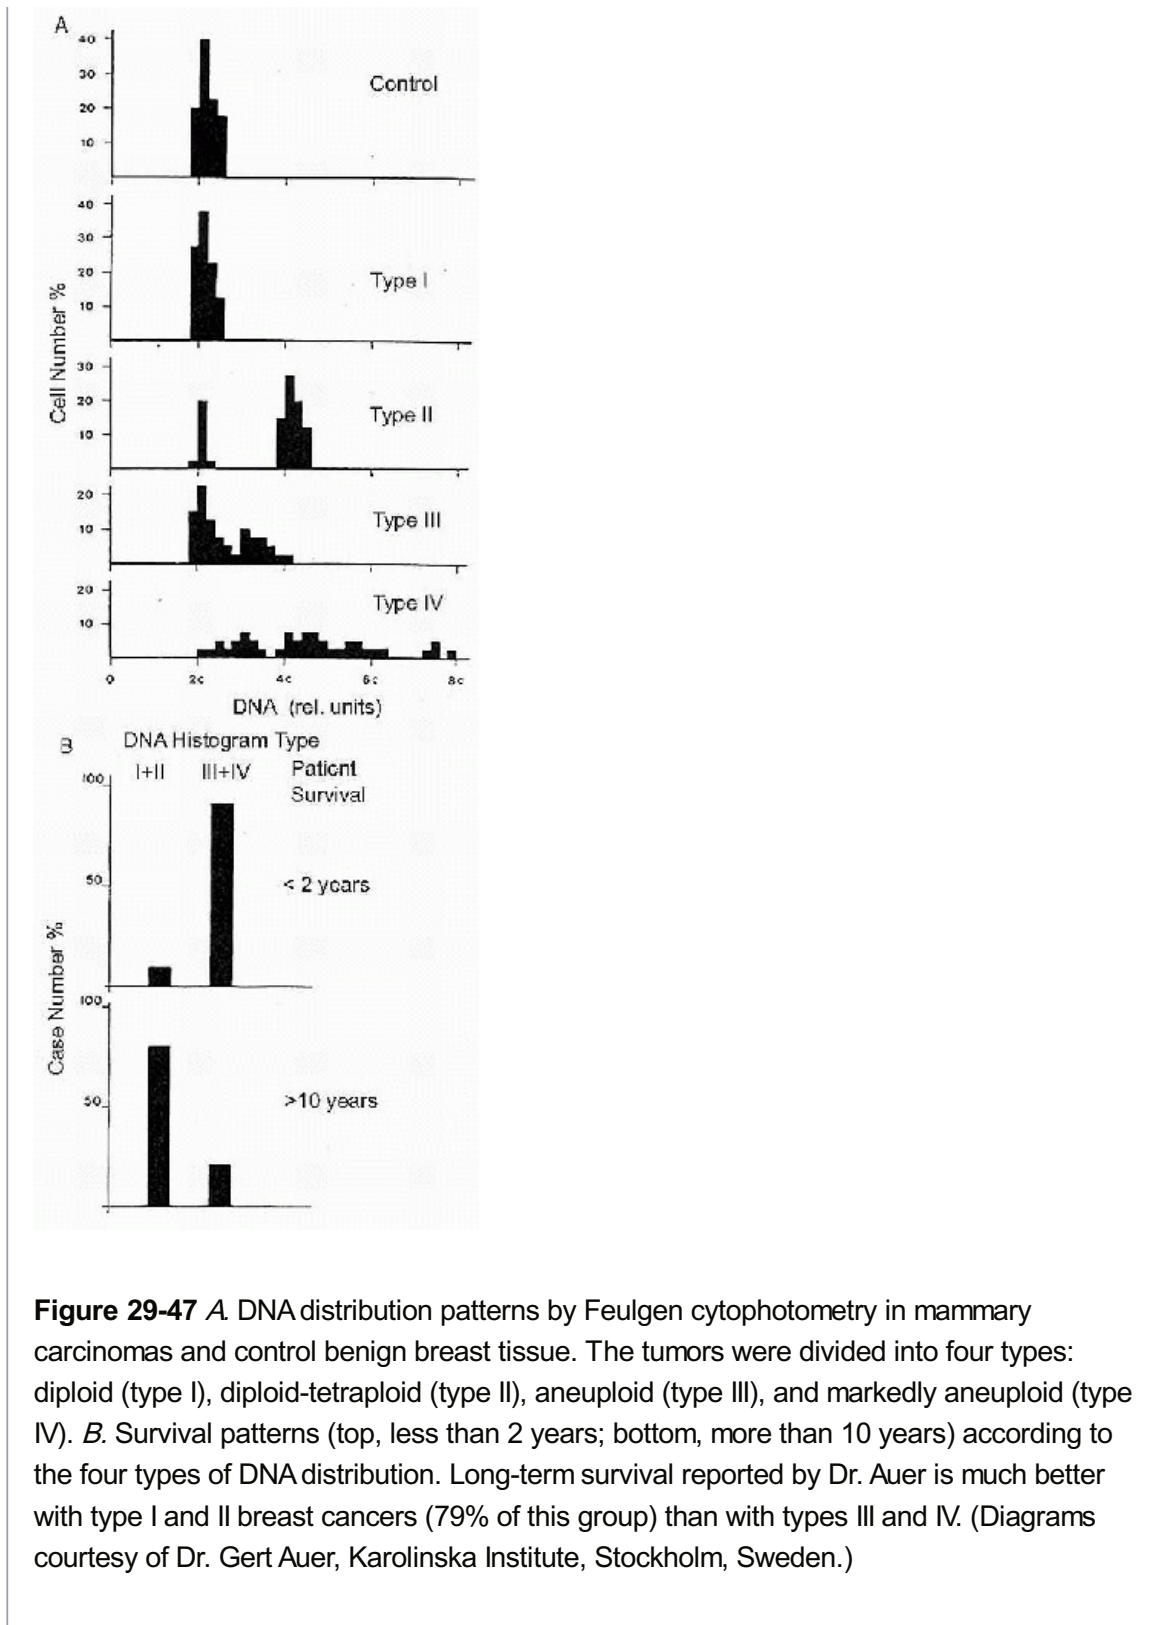 A
40
30
20
10
Control
40
30
20
10
Type I
Cell Number %
30
20
10
Type II
20
10
Type III
20
10
Type IV
0 2c 4c 6c 8c
DNA (rel. units)
B DNA Histogram Type
I+II III+IV Patient
Survival
100
50
< 2 years
Case Number %
100
50
>10 years
Figure 29-47 A. DNA distribution patterns by Feulgen cytophotometry in mammary
carcinomas and control benign breast tissue. The tumors were divided into four types:
diploid (type I), diploid-tetraploid (type II), aneuploid (type III), and markedly aneuploid (type
IV). B. Survival patterns (top, less than 2 years; bottom, more than 10 years) according to
the four types of DNA distribution. Long-term survival reported by Dr. Auer is much better
with type I and II breast cancers (79% of this group) than with types III and IV. (Diagrams
courtesy of Dr. Gert Auer, Karolinska Institute, Stockholm, Sweden.)